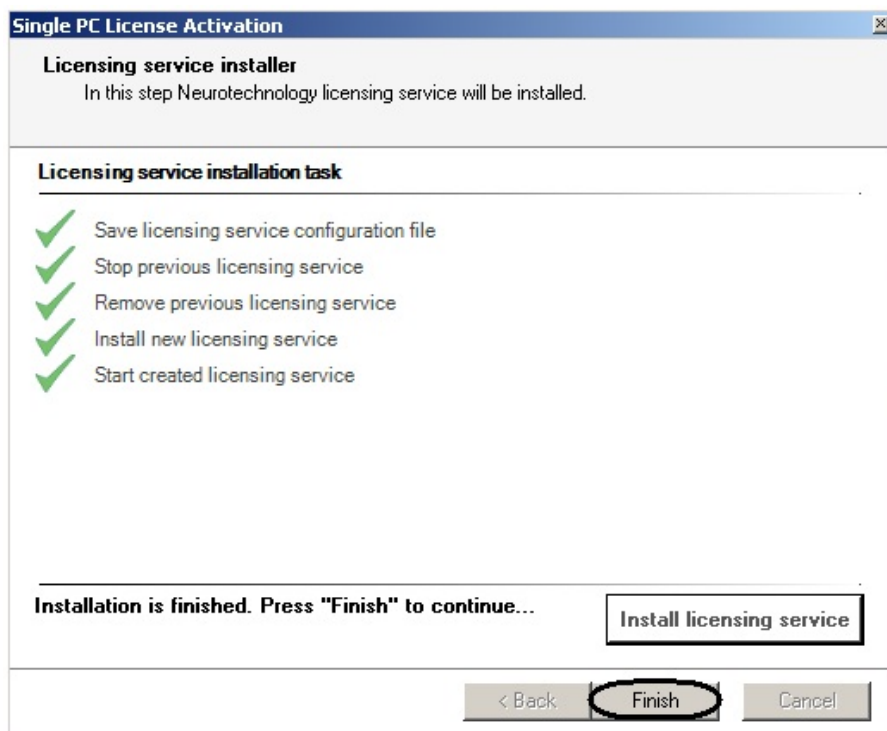 Single PC License Activation
Licensing service installer
In this step Neurotechnology licensing service will be installed.
Licensing service installation task
Save licensing service configuration file
Stop previous licensing service
Remove previous licensing service
Install new licensing service
Start created licensing service
Installation is finished. Press "Finish" to continue...
Install licensing service
< Back
Finish
Cancel